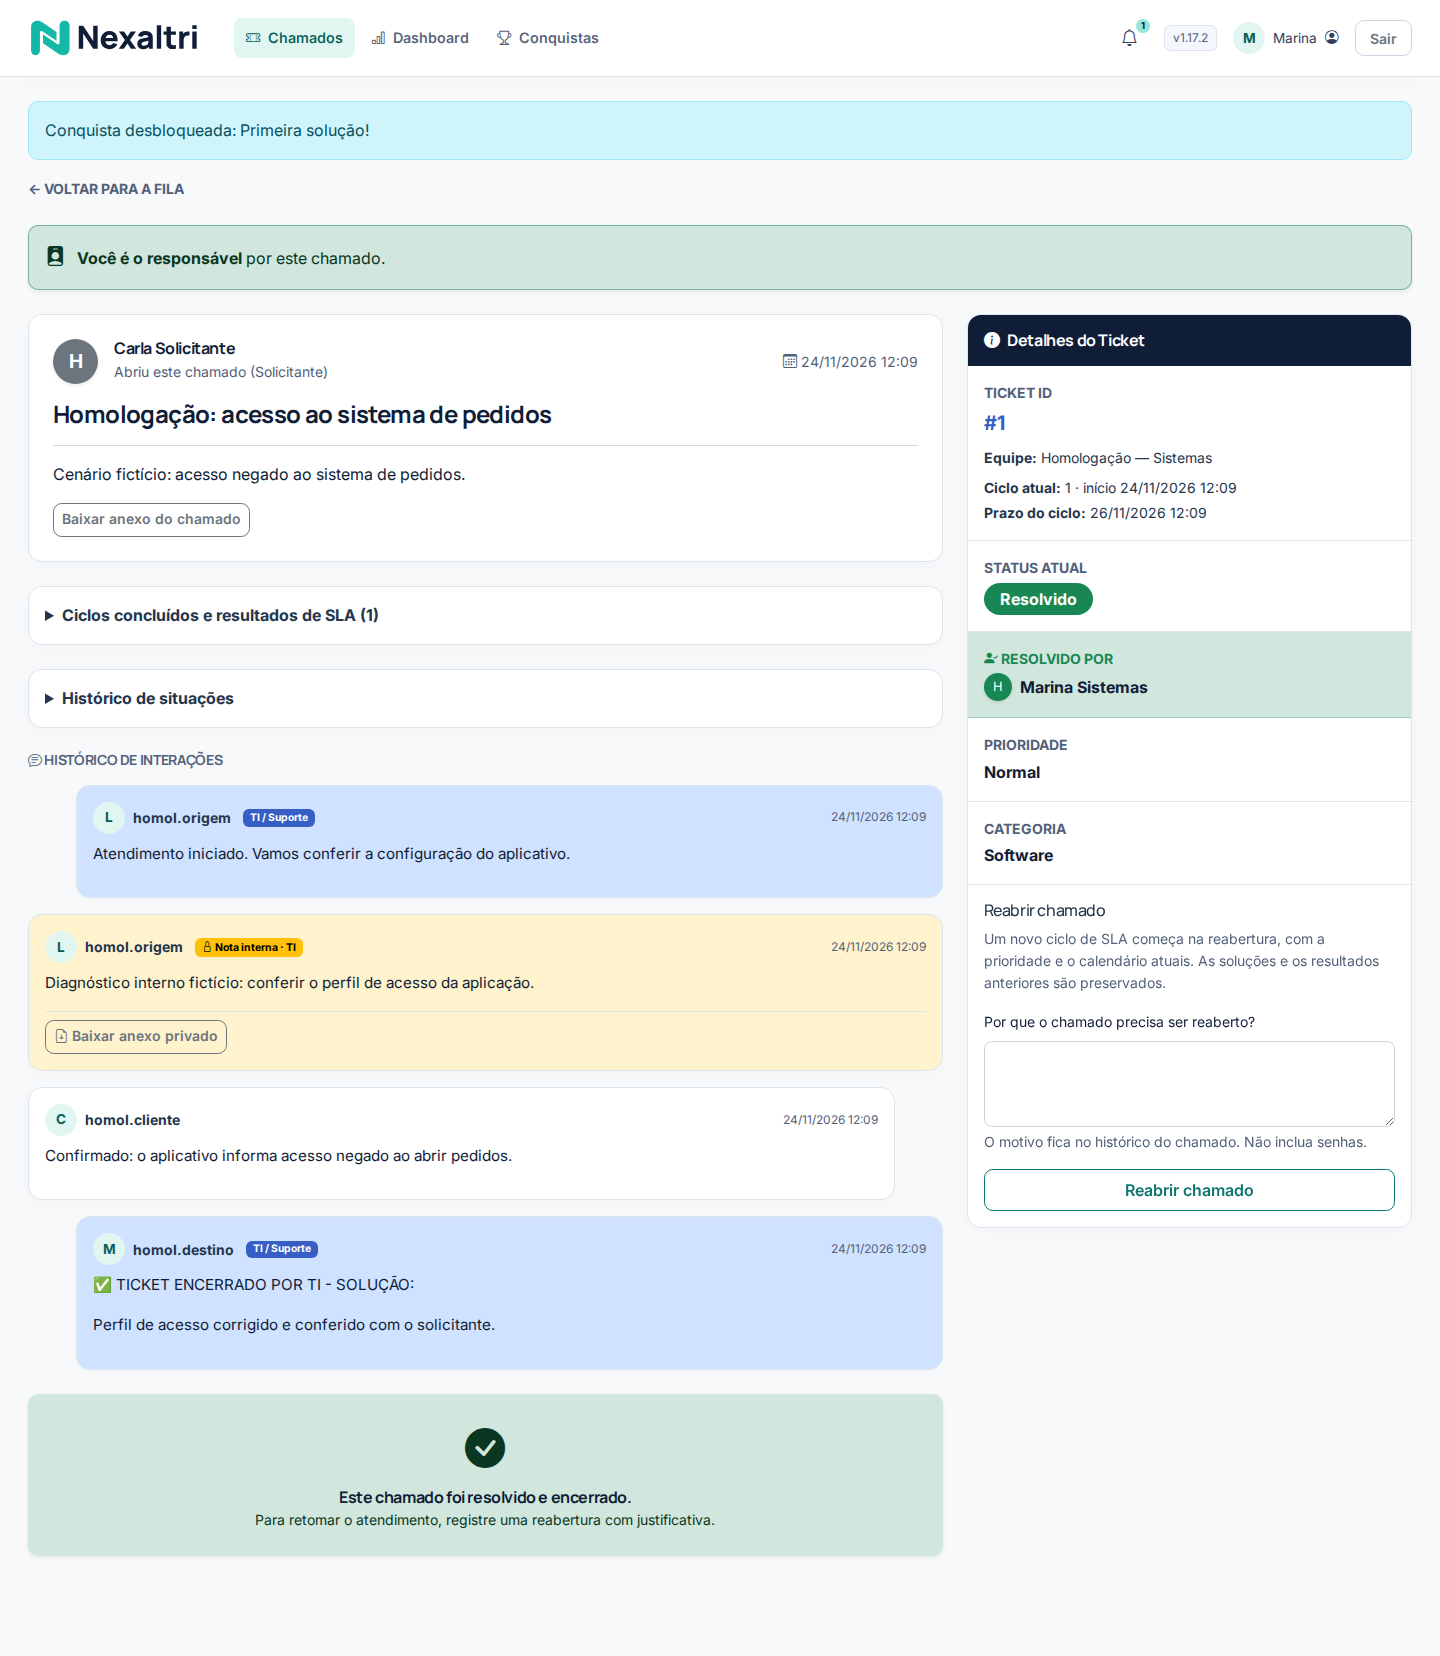 Nexaltri
Chamados
Dashboard
Conquistas
1
v1.17.2
M
Marina
Sair
Conquista desbloqueada: Primeira solução!
← VOLTAR PARA A FILA
Você é o responsável por este chamado.
H
Carla Solicitante
Abriu este chamado (Solicitante)
24/11/2026 12:09
Homologação: acesso ao sistema de pedidos
Cenário fictício: acesso negado ao sistema de pedidos.
Baixar anexo do chamado
Ciclos concluídos e resultados de SLA (1)
Histórico de situações
HISTÓRICO DE INTERAÇÕES
L
homol.origem
TI / Suporte
24/11/2026 12:09
Atendimento iniciado. Vamos conferir a configuração do aplicativo.
L
homol.origem
Nota interna · TI
24/11/2026 12:09
Diagnóstico interno fictício: conferir o perfil de acesso da aplicação.
Baixar anexo privado
C
homol.cliente
24/11/2026 12:09
Confirmado: o aplicativo informa acesso negado ao abrir pedidos.
M
homol.destino
TI / Suporte
24/11/2026 12:09
✅ TICKET ENCERRADO POR TI - SOLUÇÃO:
Perfil de acesso corrigido e conferido com o solicitante.
Este chamado foi resolvido e encerrado.
Para retomar o atendimento, registre uma reabertura com justificativa.
Detalhes do Ticket
TICKET ID
#1
Equipe: Homologação — Sistemas
Ciclo atual: 1 · início 24/11/2026 12:09
Prazo do ciclo: 26/11/2026 12:09
STATUS ATUAL
Resolvido
RESOLVIDO POR
H
Marina Sistemas
PRIORIDADE
Normal
CATEGORIA
Software
Reabrir chamado
Um novo ciclo de SLA começa na reabertura, com a
prioridade e o calendário atuais. As soluções e os resultados
anteriores são preservados.
Por que o chamado precisa ser reaberto?
O motivo fica no histórico do chamado. Não inclua senhas.
Reabrir chamado